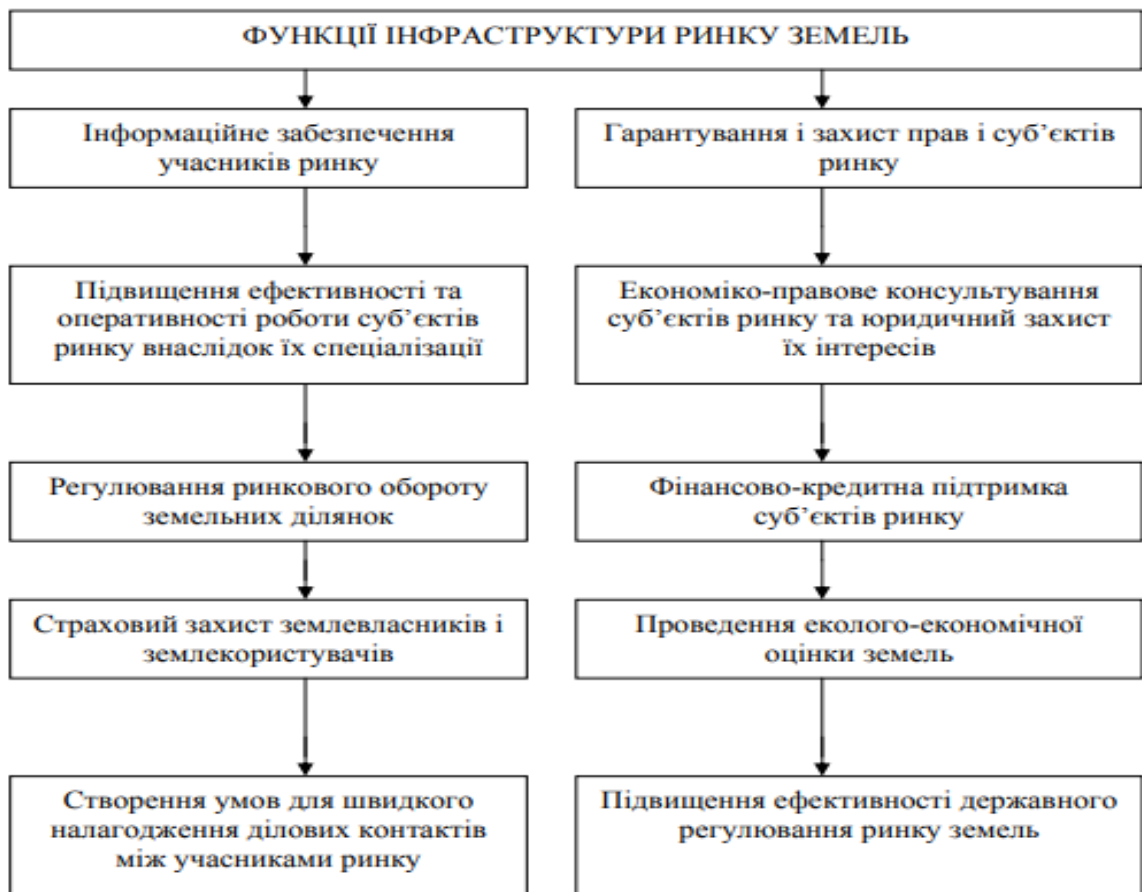 ФУНКЦІЇ ІНФРАСТРУКТУРИ РИНКУ ЗЕМЕЛЬ
Інформаційне забезпечення
учасників ринку
Гарантування і захист прав і суб’єктів
ринку
Підвищення ефективності та
оперативності роботи суб’єктів
ринку внаслідок їх спеціалізації
Економіко-правове консультування
суб’єктів ринку та юридичний захист
їх інтересів
Регулювання ринкового обороту
земельних ділянок
Фінансово-кредитна підтримка
суб’єктів ринку
Страховий захист землевласників і
землекористувачів
Проведення еколого-економічної
оцінки земель
Створення умов для швидкого
налагодження ділових контактів
між учасниками ринку
Підвищення ефективності державного
регулювання ринку земель